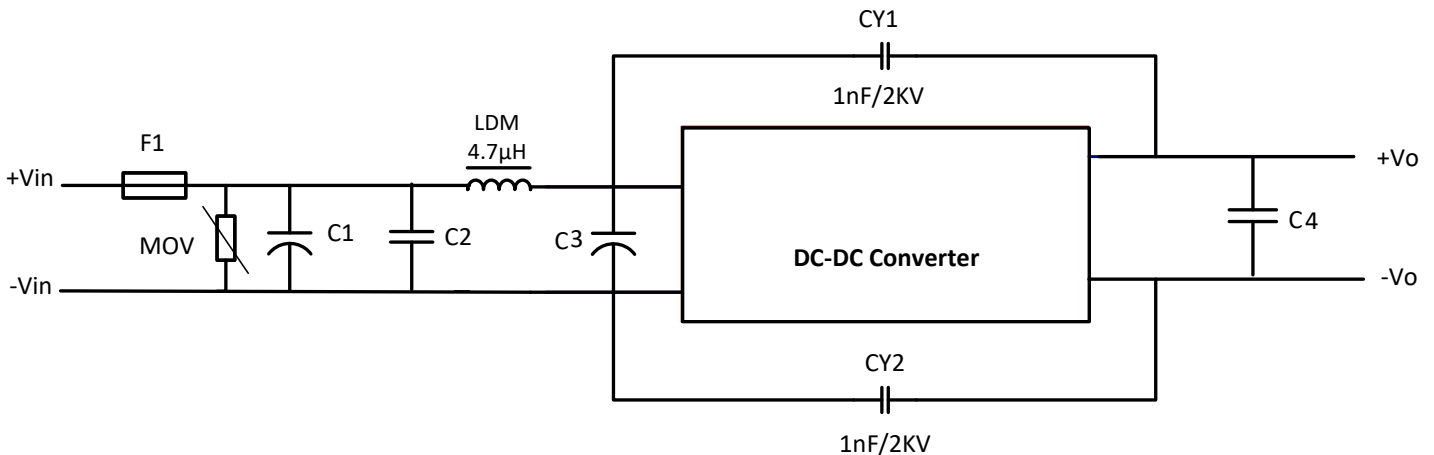 CY1
1nF/2KV
LDM
4.7µH
F1
+Vin
+Vo
MOV
C1
C2
C3
C4
DC-DC Converter
-Vin
-Vo
CY2
1nF/2KV